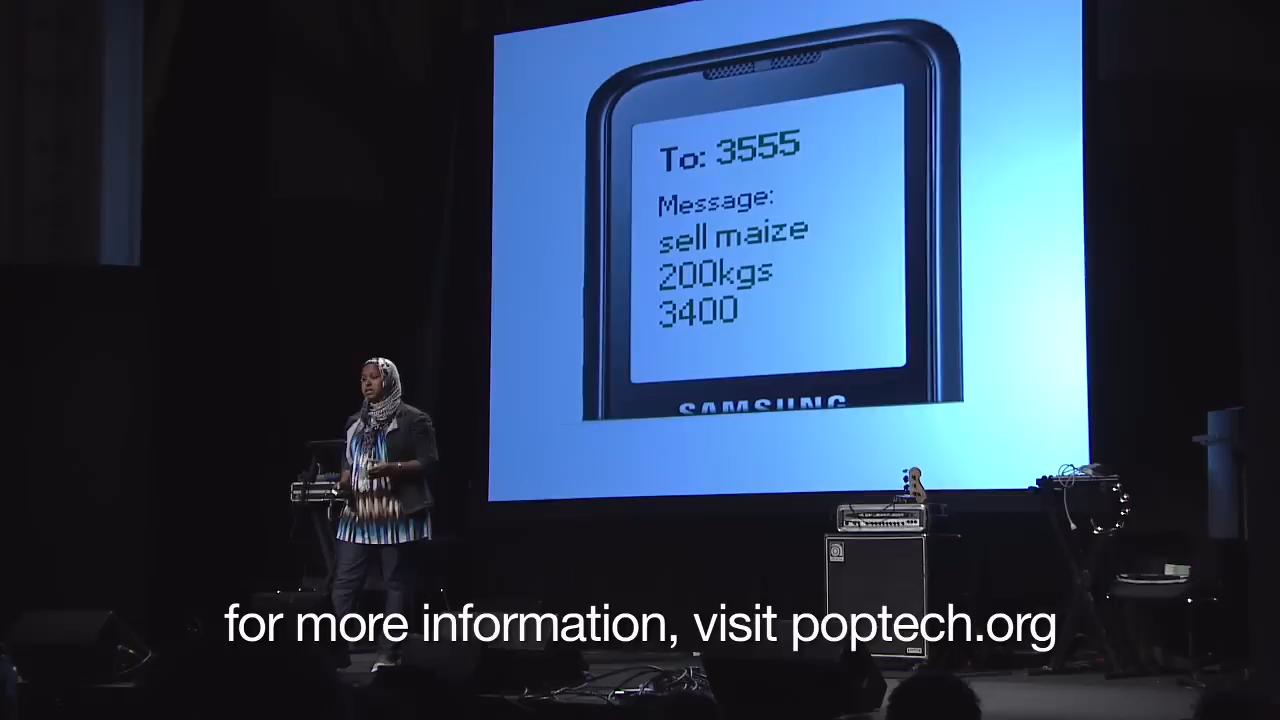 To: 3555
Message:
sell maize
200kgs
3400
SAMSUNG
for more information, visit poptech.org